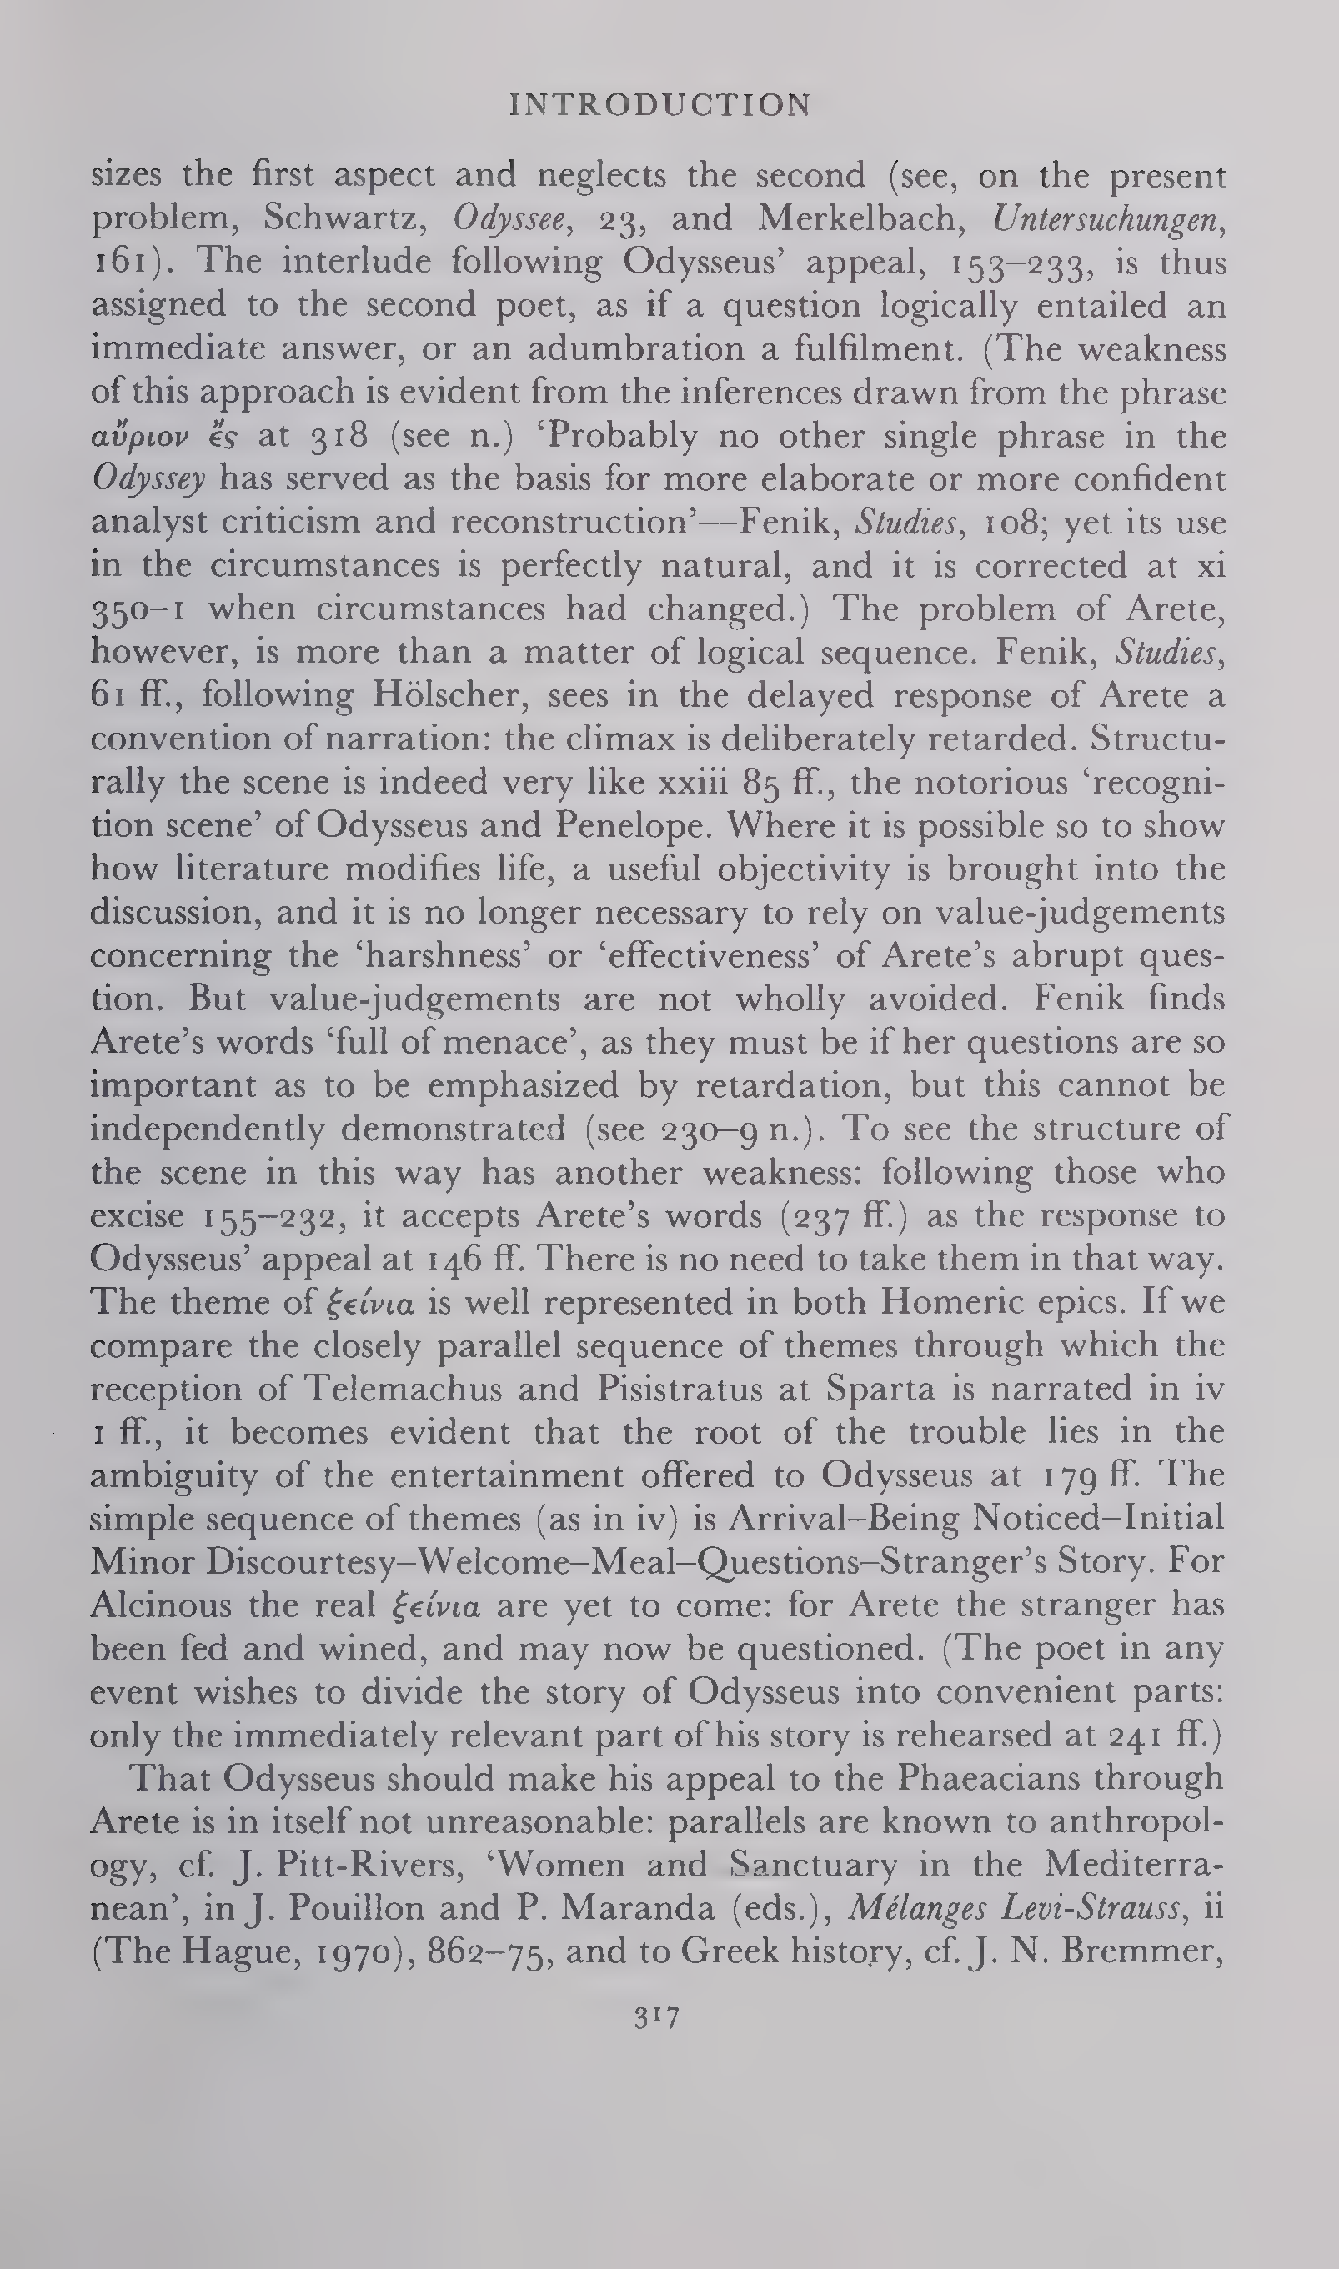 INTRODUCTION
sizes the first aspect and neglects the second (see, on the present
problem, Schwartz, Odyssee, 23, and Merkelbach, Untersuchungen,
161). The interlude following Odysseus’ appeal, 153–233, is thus
assigned to the second poet, as if a question logically entailed an
immediate answer, or an adumbration a fulfilment. (The weakness
of this approach is evident from the inferences drawn from the phrase
αὔριον ἔς at 318 (see n.) ‘Probably no other single phrase in the
Odyssey has served as the basis for more elaborate or more confident
analyst criticism and reconstruction’—Fenik, Studies, 108; yet its use
in the circumstances is perfectly natural, and it is corrected at xi
350–1 when circumstances had changed.) The problem of Arete,
however, is more than a matter of logical sequence. Fenik, Studies,
61 ff., following Hölscher, sees in the delayed response of Arete a
convention of narration: the climax is deliberately retarded. Structu-
rally the scene is indeed very like xxiii 85 ff., the notorious ‘recogni-
tion scene’ of Odysseus and Penelope. Where it is possible so to show
how literature modifies life, a useful objectivity is brought into the
discussion, and it is no longer necessary to rely on value-judgements
concerning the ‘harshness’ or ‘effectiveness’ of Arete’s abrupt ques-
tion. But value-judgements are not wholly avoided. Fenik finds
Arete’s words ‘full of menace’, as they must be if her questions are so
important as to be emphasized by retardation, but this cannot be
independently demonstrated (see 230–9 n.). To see the structure of
the scene in this way has another weakness: following those who
excise 155–232, it accepts Arete’s words (237 ff.) as the response to
Odysseus’ appeal at 146 ff. There is no need to take them in that way.
The theme of ξείνια is well represented in both Homeric epics. If we
compare the closely parallel sequence of themes through which the
reception of Telemachus and Pisistratus at Sparta is narrated in iv
1 ff., it becomes evident that the root of the trouble lies in the
ambiguity of the entertainment offered to Odysseus at 179 ff. The
simple sequence of themes (as in iv) is Arrival–Being Noticed–Initial
Minor Discourtesy–Welcome–Meal–Questions–Stranger’s Story. For
Alcinous the real ξείνια are yet to come: for Arete the stranger has
been fed and wined, and may now be questioned. (The poet in any
event wishes to divide the story of Odysseus into convenient parts:
only the immediately relevant part of his story is rehearsed at 241 ff.)
That Odysseus should make his appeal to the Phaeacians through
Arete is in itself not unreasonable: parallels are known to anthropol-
ogy, cf. J. Pitt-Rivers, ‘Women and Sanctuary in the Mediterra-
nean’, in J. Pouillon and P. Maranda (eds.), Mélanges Levi-Strauss, ii
(The Hague, 1970), 862–75, and to Greek history, cf. J. N. Bremmer,
317